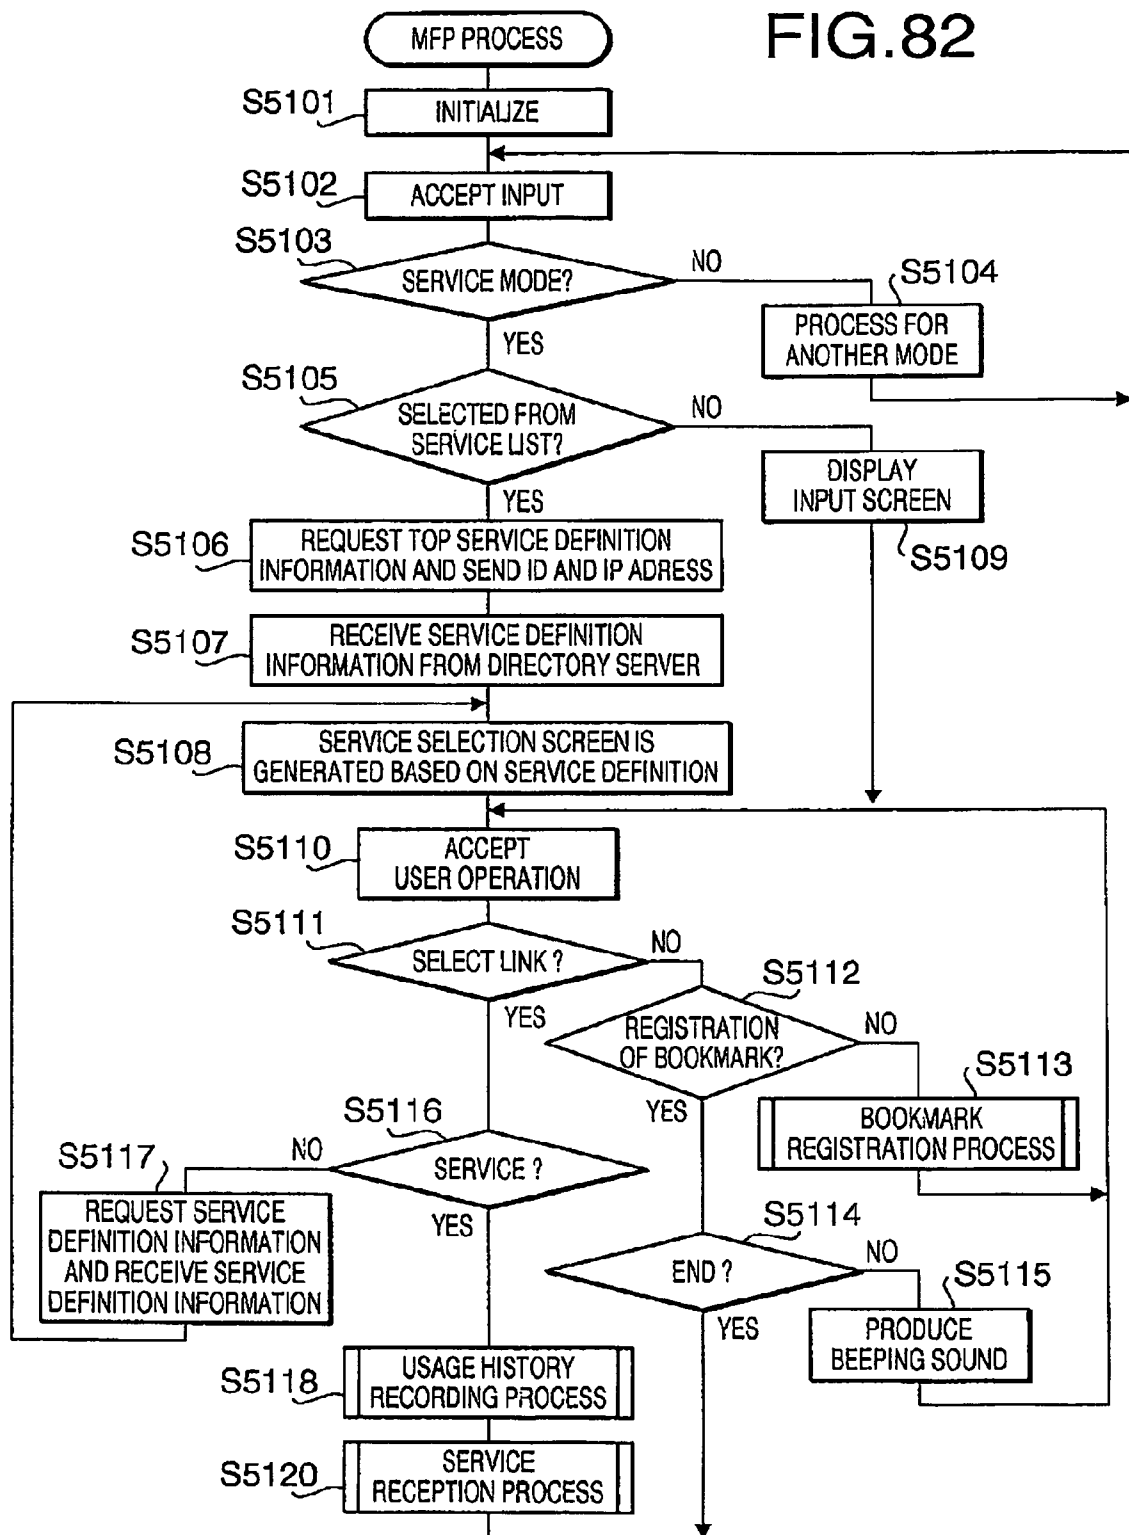 FIG.82
MFP PROCESS
S5101
INITIALIZE
S5102
ACCEPT INPUT
S5103
SERVICE MODE?
NO
YES
S5104
PROCESS FOR
ANOTHER MODE
S5105
SELECTED FROM
SERVICE LIST?
NO
YES
DISPLAY
INPUT SCREEN
S5109
S5106
REQUEST TOP SERVICE DEFINITION
INFORMATION AND SEND ID AND IP ADRESS
S5107
RECEIVE SERVICE DEFINITION
INFORMATION FROM DIRECTORY SERVER
S5108
SERVICE SELECTION SCREEN IS
GENERATED BASED ON SERVICE DEFINITION
S5110
ACCEPT
USER OPERATION
S5111
SELECT LINK ?
NO
YES
S5112
REGISTRATION
OF BOOKMARK?
NO
YES
S5113
BOOKMARK
REGISTRATION PROCESS
S5116
SERVICE ?
NO
YES
S5117
REQUEST SERVICE
DEFINITION INFORMATION
AND RECEIVE SERVICE
DEFINITION INFORMATION
S5114
END ?
NO
YES
S5115
PRODUCE
BEEPING SOUND
S5118
USAGE HISTORY
RECORDING PROCESS
S5120
SERVICE
RECEPTION PROCESS